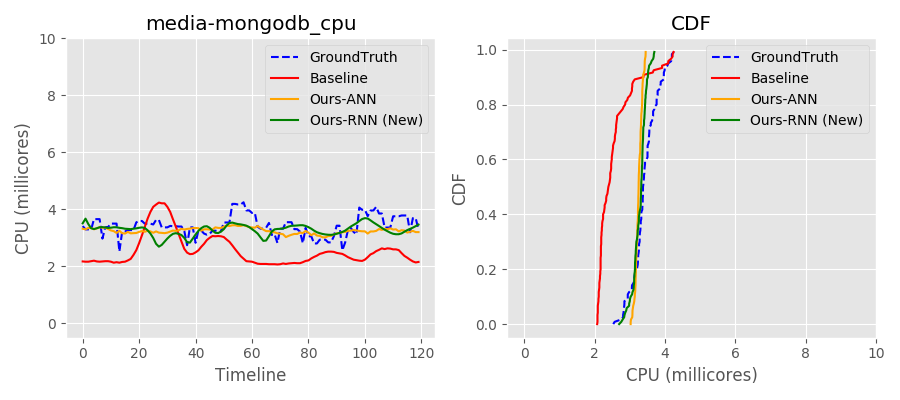 media-mongodb_cpu
CPU (millicores)
10
8
6
4
2
0
0 20 40 60 80 100 120
Timeline
GroundTruth
Baseline
Ours-ANN
Ours-RNN (New)
CDF
CDF
1.0
0.8
0.6
0.4
0.2
0.0
0 2 4 6 8 10
CPU (millicores)
GroundTruth
Baseline
Ours-ANN
Ours-RNN (New)